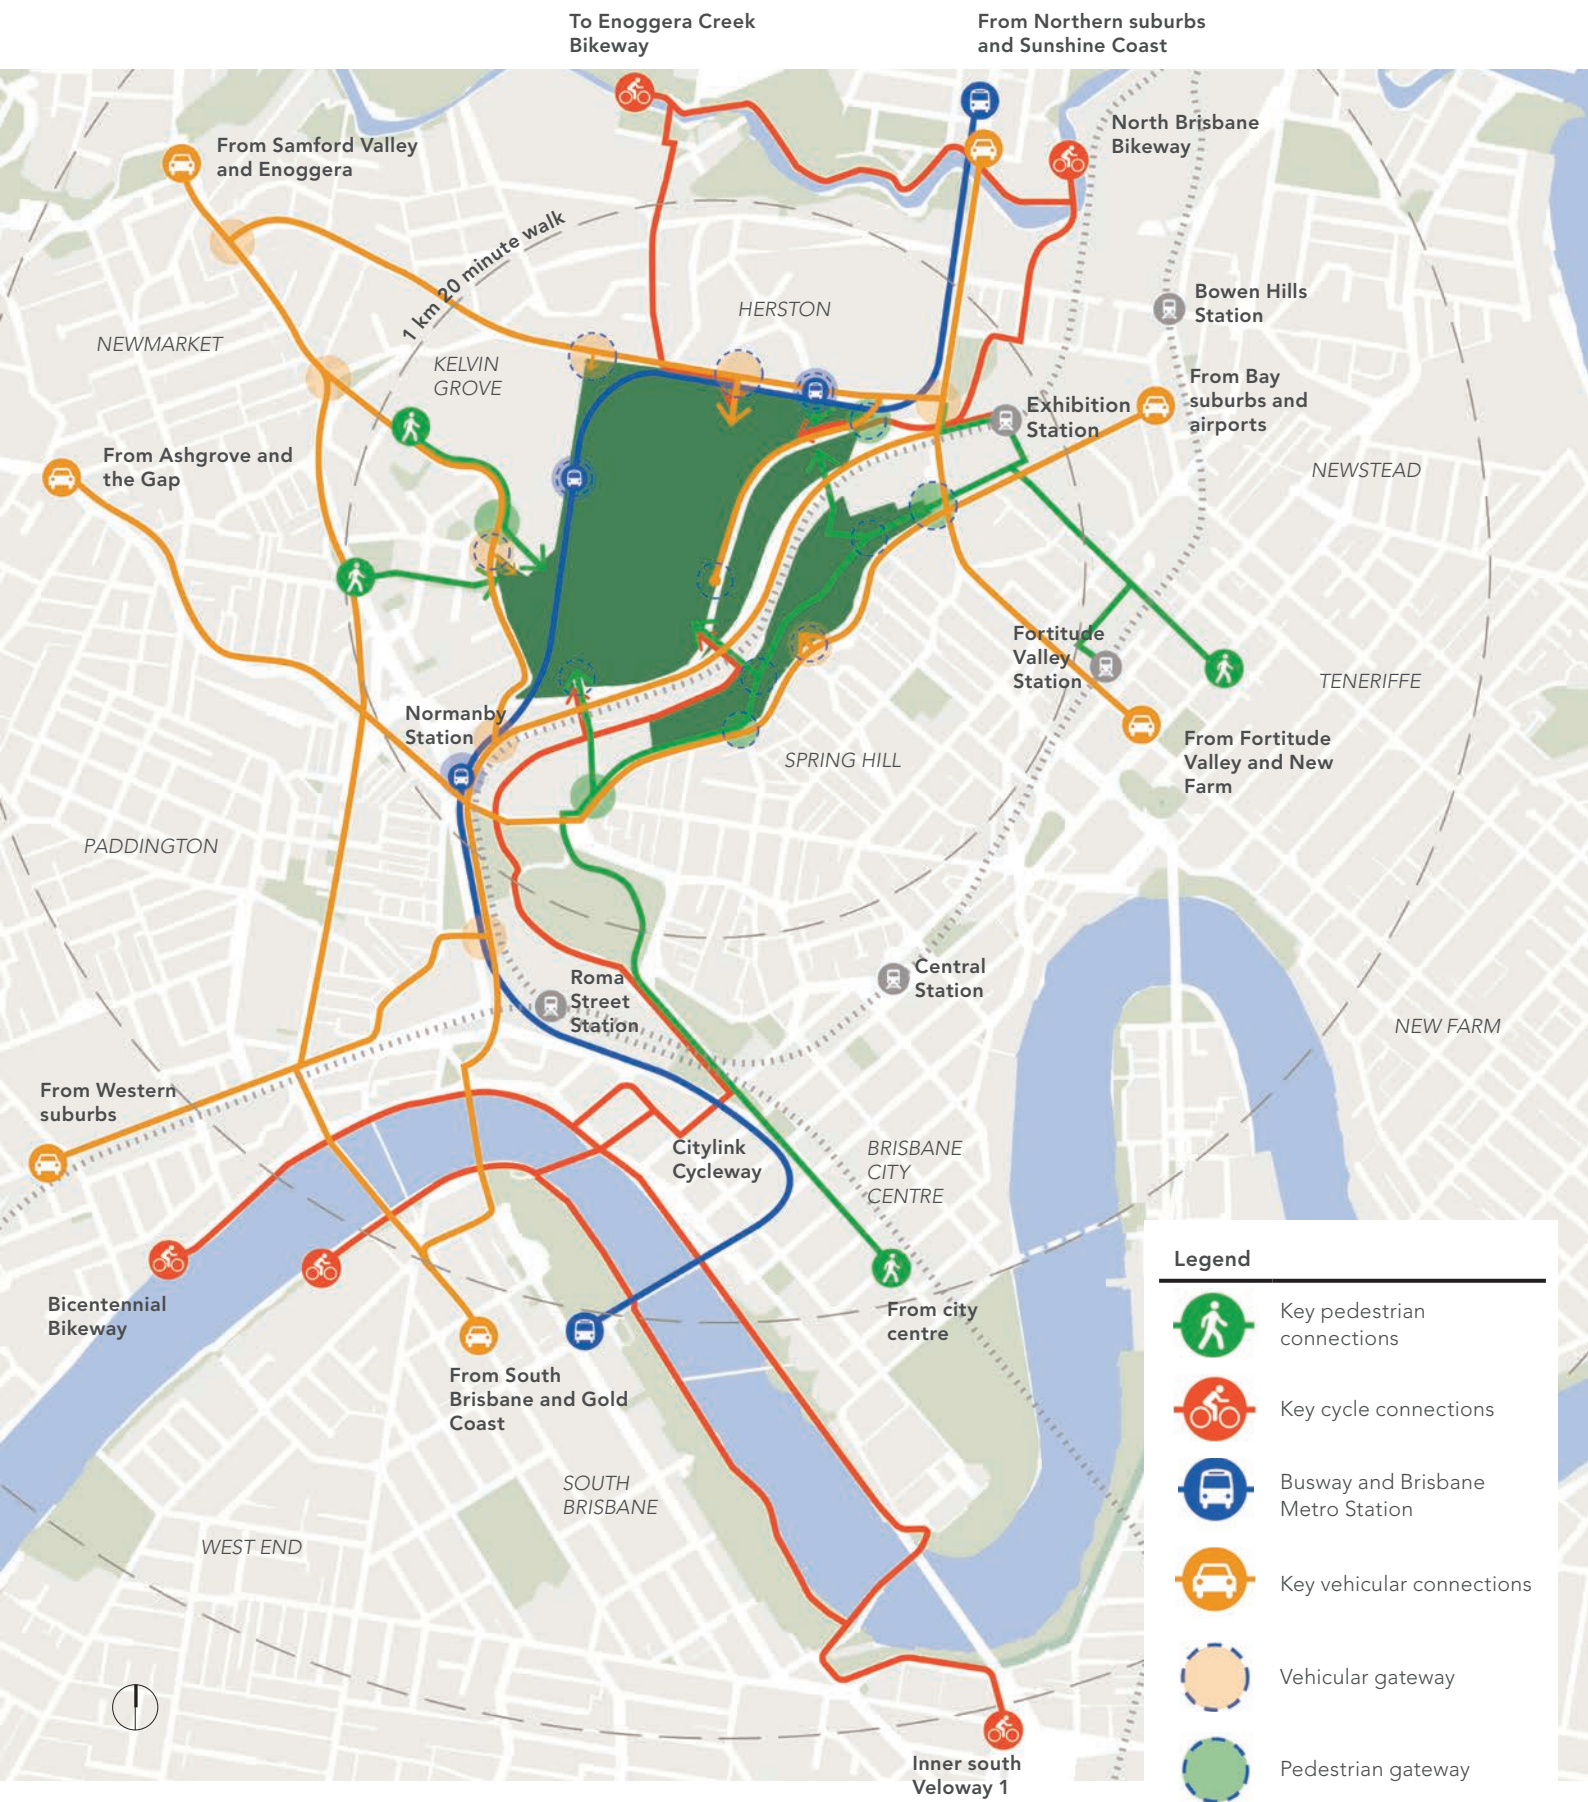 To Enoggera Creek
Bikeway
From Northern suburbs
and Sunshine Coast
North Brisbane
Bikeway
From Samford Valley
and Enoggera
1 km 20 minute walk
Bowen Hills
Station
HERSTON
NEWMARKET
KELVIN
GROVE
From Bay
suburbs and
airports
Exhibition
Station
From Ashgrove and
the Gap
NEWSTEAD
Fortitude
Valley
Station
TENERIFFE
Normanby
Station
From Fortitude
Valley and New
Farm
SPRING HILL
PADDINGTON
Roma
Street
Station
Central
Station
NEW FARM
From Western
suburbs
Citylink
Cycleway
BRISBANE
CITY
CENTRE
Bicentennial
Bikeway
From city
centre
From South
Brisbane and Gold
Coast
SOUTH
BRISBANE
WEST END
Inner south
Veloway 1
Legend
Key pedestrian
connections
Key cycle connections
Busway and Brisbane
Metro Station
Key vehicular connections
Vehicular gateway
Pedestrian gateway